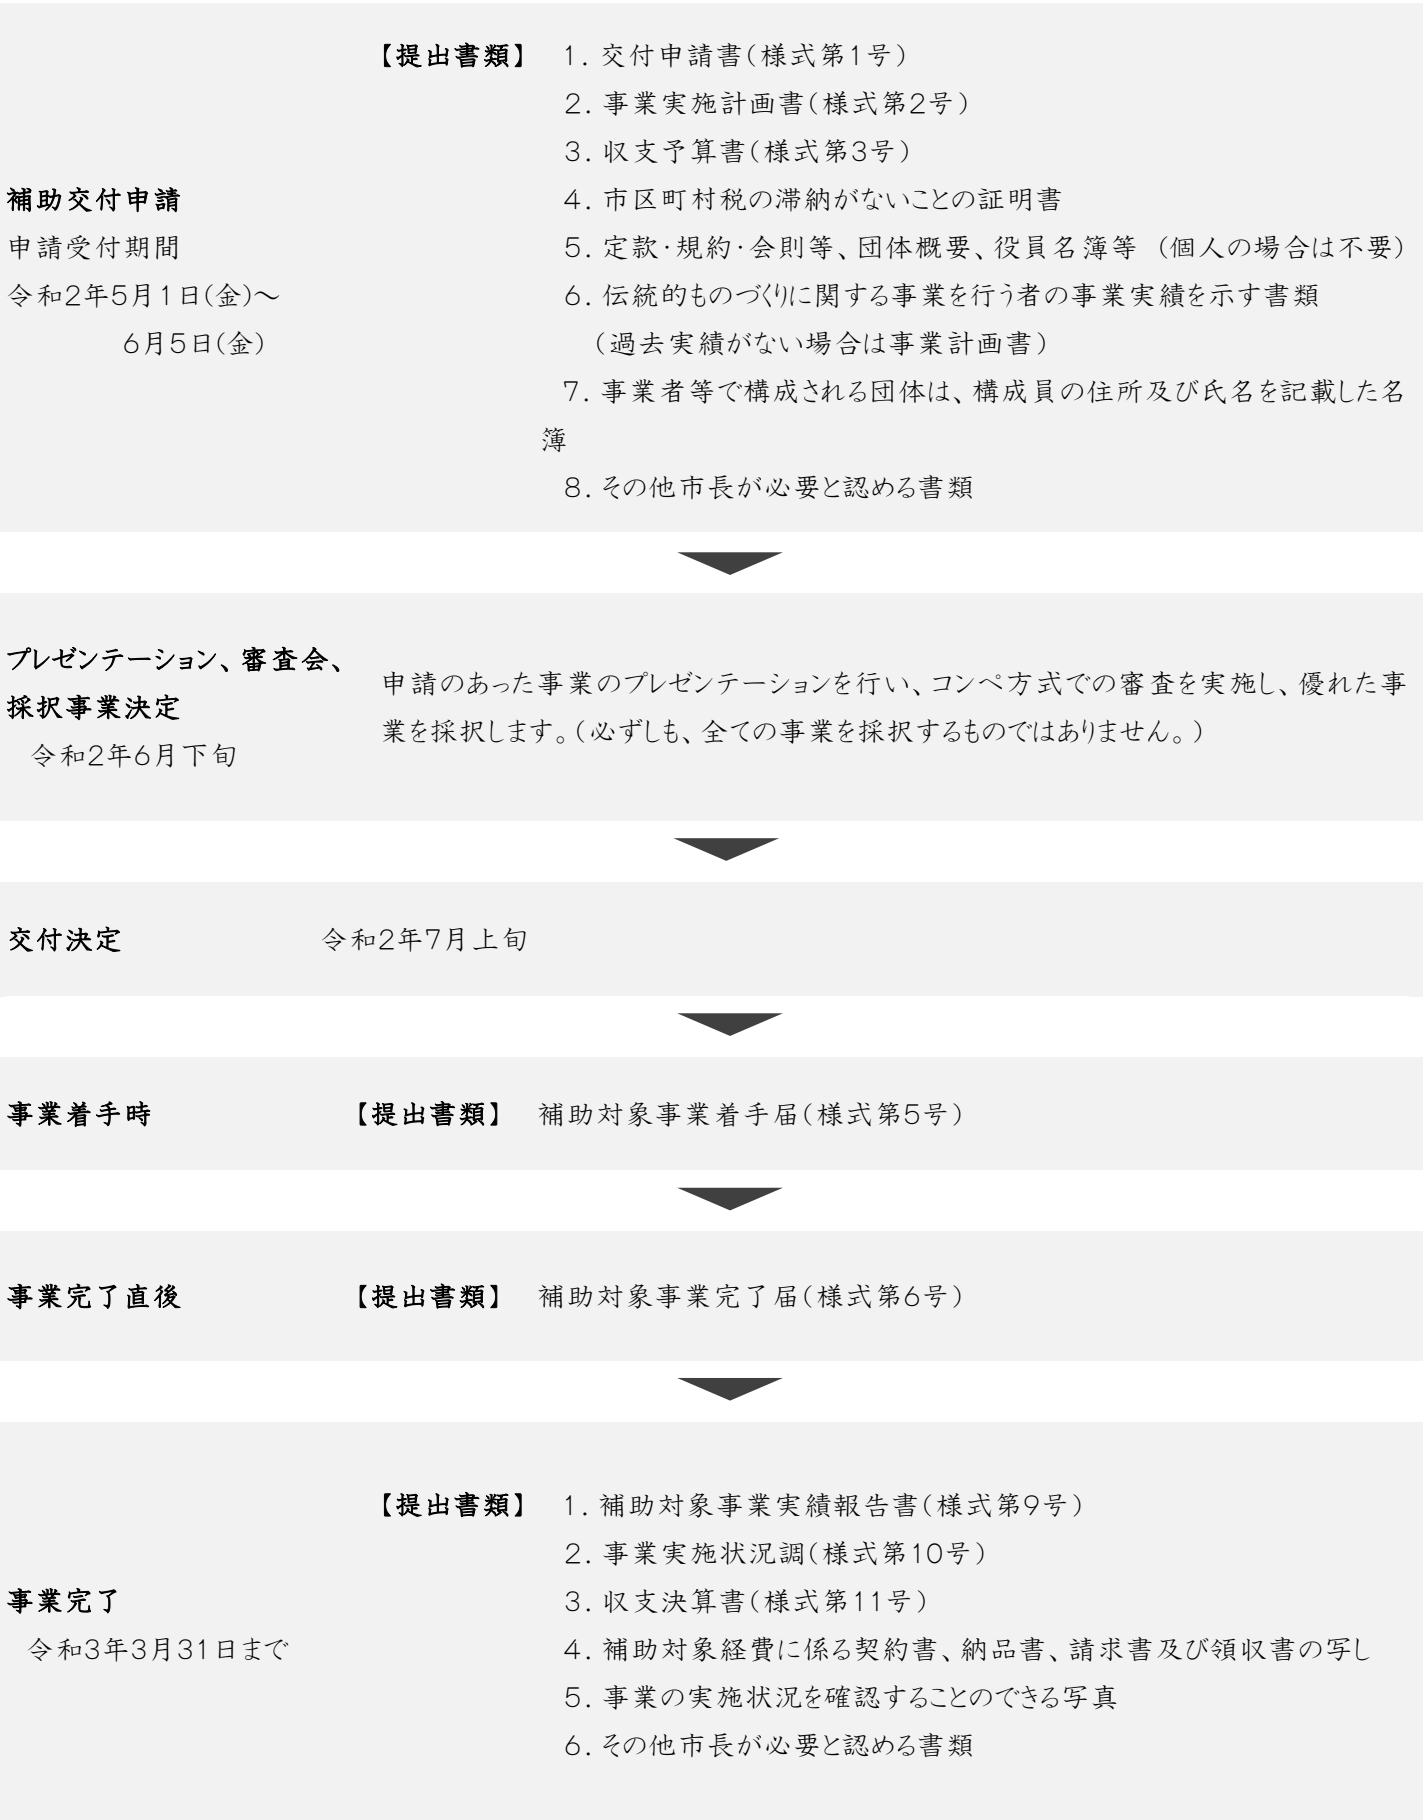 【提出書類】 1. 交付申請書(様式第1号)
2. 事業実施計画書(様式第2号)
3. 収支予算書(様式第3号)
補助交付申請
4. 市区町村税の滞納がないことの証明書
申請受付期間
5. 定款・規約・会則等、団体概要、役員名簿等 (個人の場合は不要)
令和2年5月1日(金)～
6. 伝統的ものづくりに関する事業を行う者の事業実績を示す書類
6月5日(金)
(過去実績がない場合は事業計画書)
7. 事業者等で構成される団体は、構成員の住所及び氏名を記載した名
簿
8. その他市長が必要と認める書類
プレゼンテーション、審査会、
採択事業決定
令和2年6月下旬
申請のあった事業のプレゼンテーションを行い、コンペ方式での審査を実施し、優れた事
業を採択します。(必ずしも、全ての事業を採択するものではありません。)
交付決定 令和2年7月上旬
事業着手時 【提出書類】 補助対象事業着手届(様式第5号)
事業完了直後 【提出書類】 補助対象事業完了届(様式第6号)
【提出書類】 1. 補助対象事業実績報告書(様式第9号)
2. 事業実施状況調(様式第10号)
事業完了
3. 収支決算書(様式第11号)
令和3年3月31日まで
4. 補助対象経費に係る契約書、納品書、請求書及び領収書の写し
5. 事業の実施状況を確認することのできる写真
6. その他市長が必要と認める書類